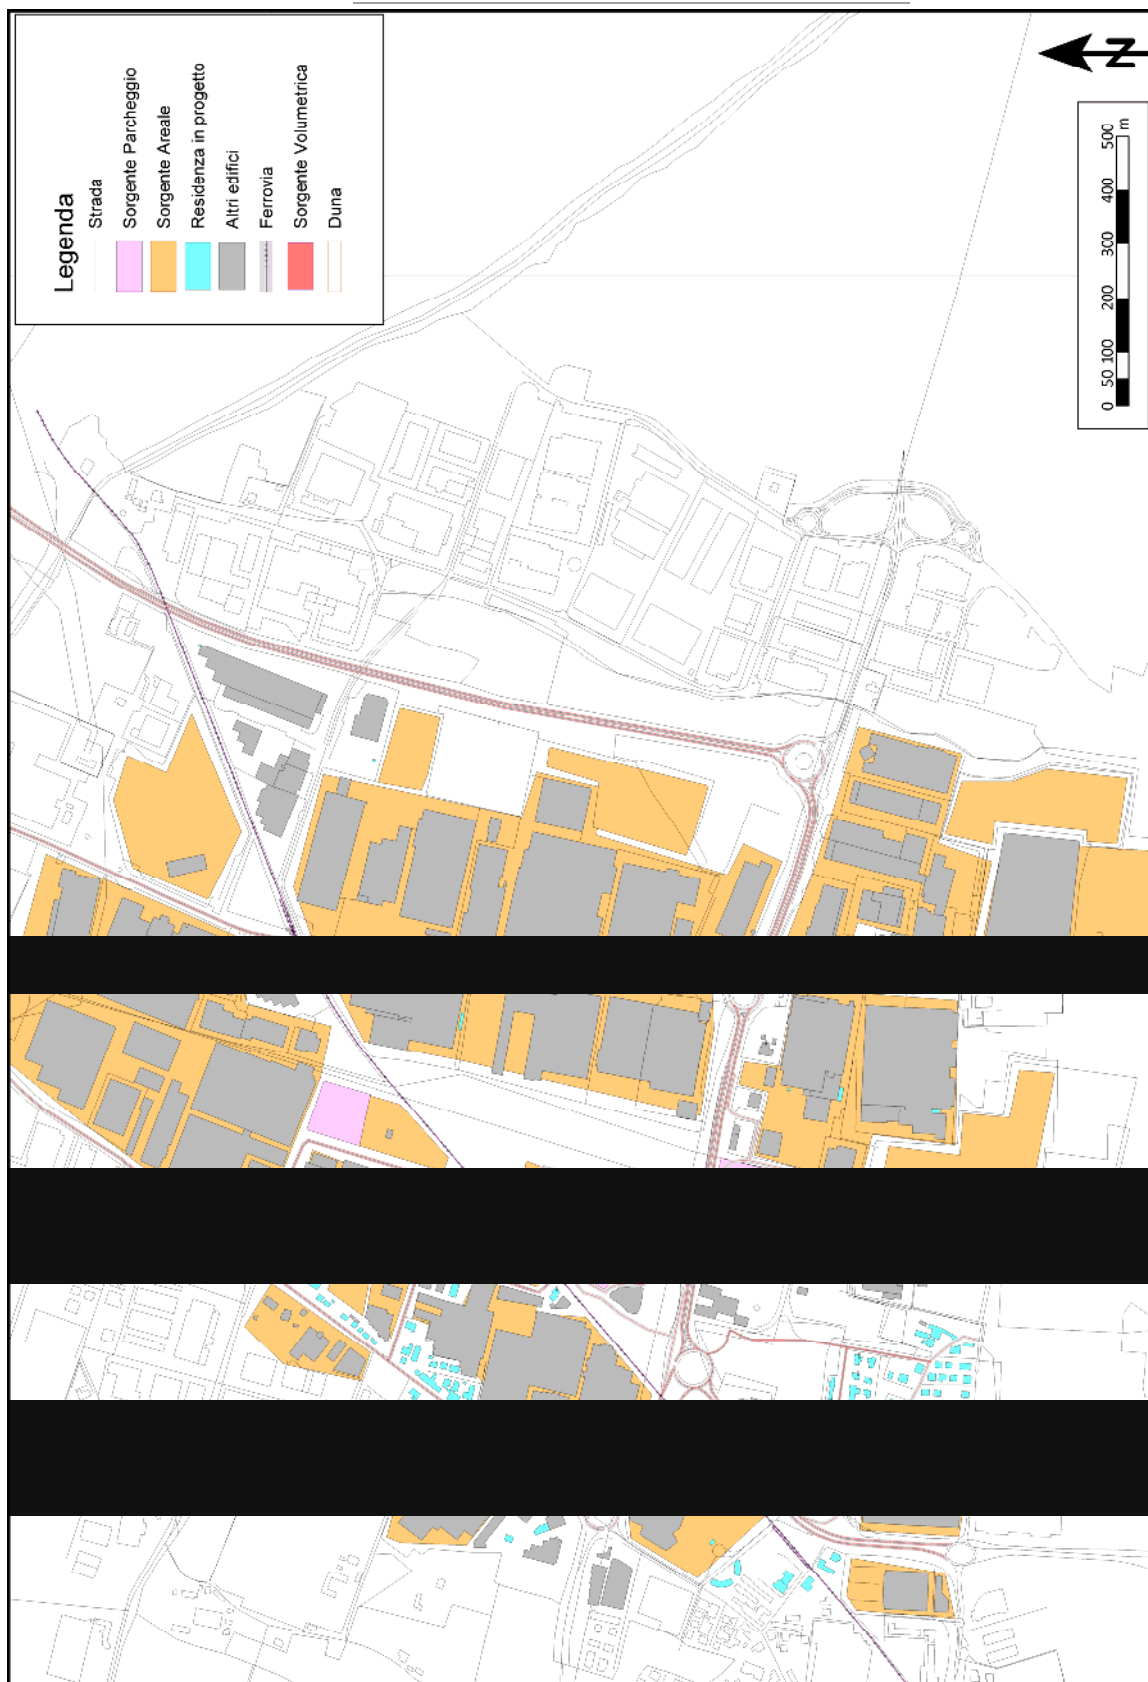 Legenda
Strada
Sorgente Parcheggio
Sorgente Areale
Residenza in progetto
Altri edifici
Ferrovia
Sorgente Volumetrica
Duna
N
0 50 100 200 300 400 500
m